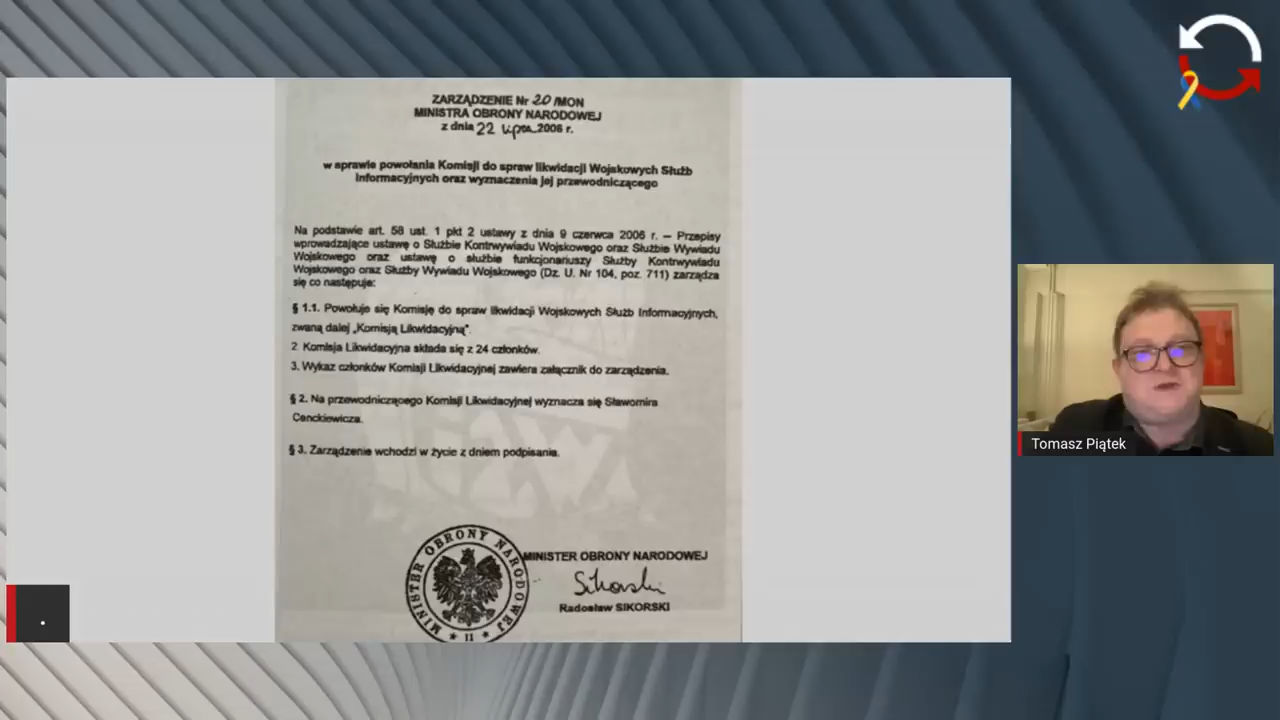 ZARZĄDZENIE Nr 20 /MON
MINISTRA OBRONY NARODOWEJ
z dnia 22 lipca 2006 r.
w sprawie powołania Komisji do spraw likwidacji Wojskowych Służb
Informacyjnych oraz wyznaczenia jej przewodniczącego
Na podstawie art. 58 ust. 1 pkt 2 ustawy z dnia 9 czerwca 2006 r. – Przepisy
wprowadzające ustawę o Służbie Kontrwywiadu Wojskowego oraz Służbie Wywiadu
Wojskowego oraz ustawę o służbie funkcjonariuszy Służby Kontrwywiadu
Wojskowego oraz Służby Wywiadu Wojskowego (Dz. U. Nr 104, poz. 711) zarządza
się co następuje:
§ 1.1. Powołuje się Komisję do spraw likwidacji Wojskowych Służb Informacyjnych,
zwaną dalej „Komisją Likwidacyjną”.
2. Komisja Likwidacyjna składa się z 24 członków.
3. Wykaz członków Komisji Likwidacyjnej zawiera załącznik do zarządzenia.
§ 2. Na przewodniczącego Komisji Likwidacyjnej wyznacza się Sławomira
Cenckiewicza.
§ 3. Zarządzenie wchodzi w życie z dniem podpisania.
MINISTER OBRONY NARODOWEJ
II
MINISTER OBRONY NARODOWEJ
Sikorski
Radosław SIKORSKI
Tomasz Piątek